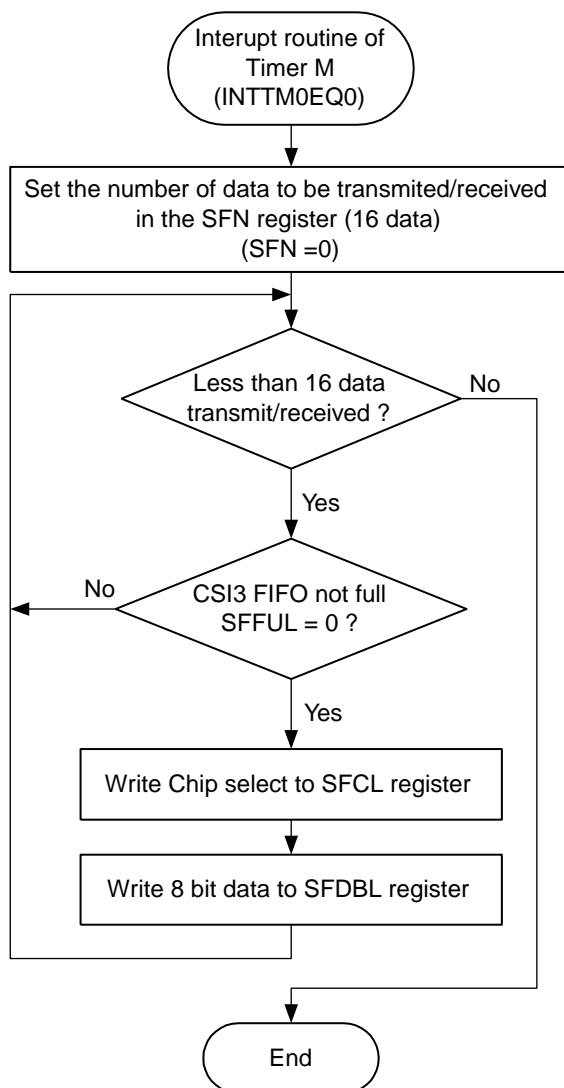 Interupt routine of
Timer M
(INTTM0EQ0)
Set the number of data to be transmited/received
in the SFN register (16 data)
(SFN =0)
Less than 16 data
transmit/received ?
No
Yes
No
CSI3 FIFO not full
SFFUL = 0 ?
Yes
Write Chip select to SFCL register
Write 8 bit data to SFDBL register
End